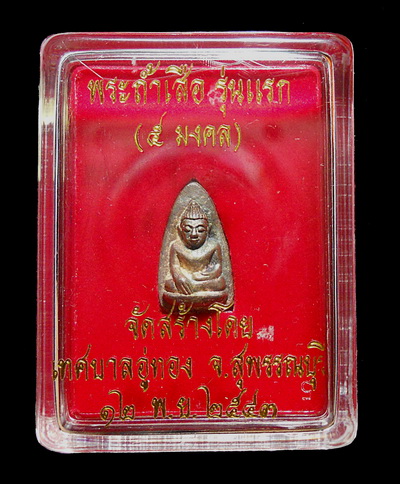 พระถ้ำเสือ รุ่นแรก
(๕ มงคล)
จัดสร้างโดย
เทศบาลอู่ทอง จ.สุพรรณบุรี
๑๒ พ.ย. ๒๕๔๓